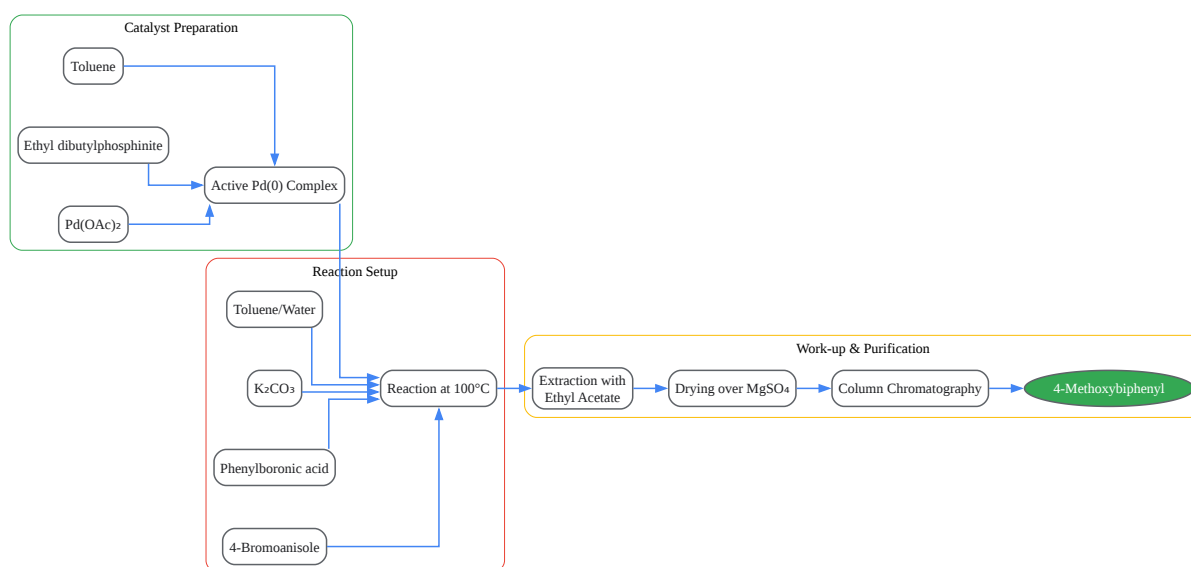 Catalyst Preparation
Toluene
Ethyl dibutylphosphinite
Active Pd(0) Complex
Pd(OAc)₂
Reaction Setup
Toluene/Water
K₂CO₃
Reaction at 100°C
Phenylboronic acid
4-Bromoanisole
Work-up & Purification
Extraction with
Ethyl Acetate
Drying over MgSO₄
Column Chromatography
4-Methoxybiphenyl